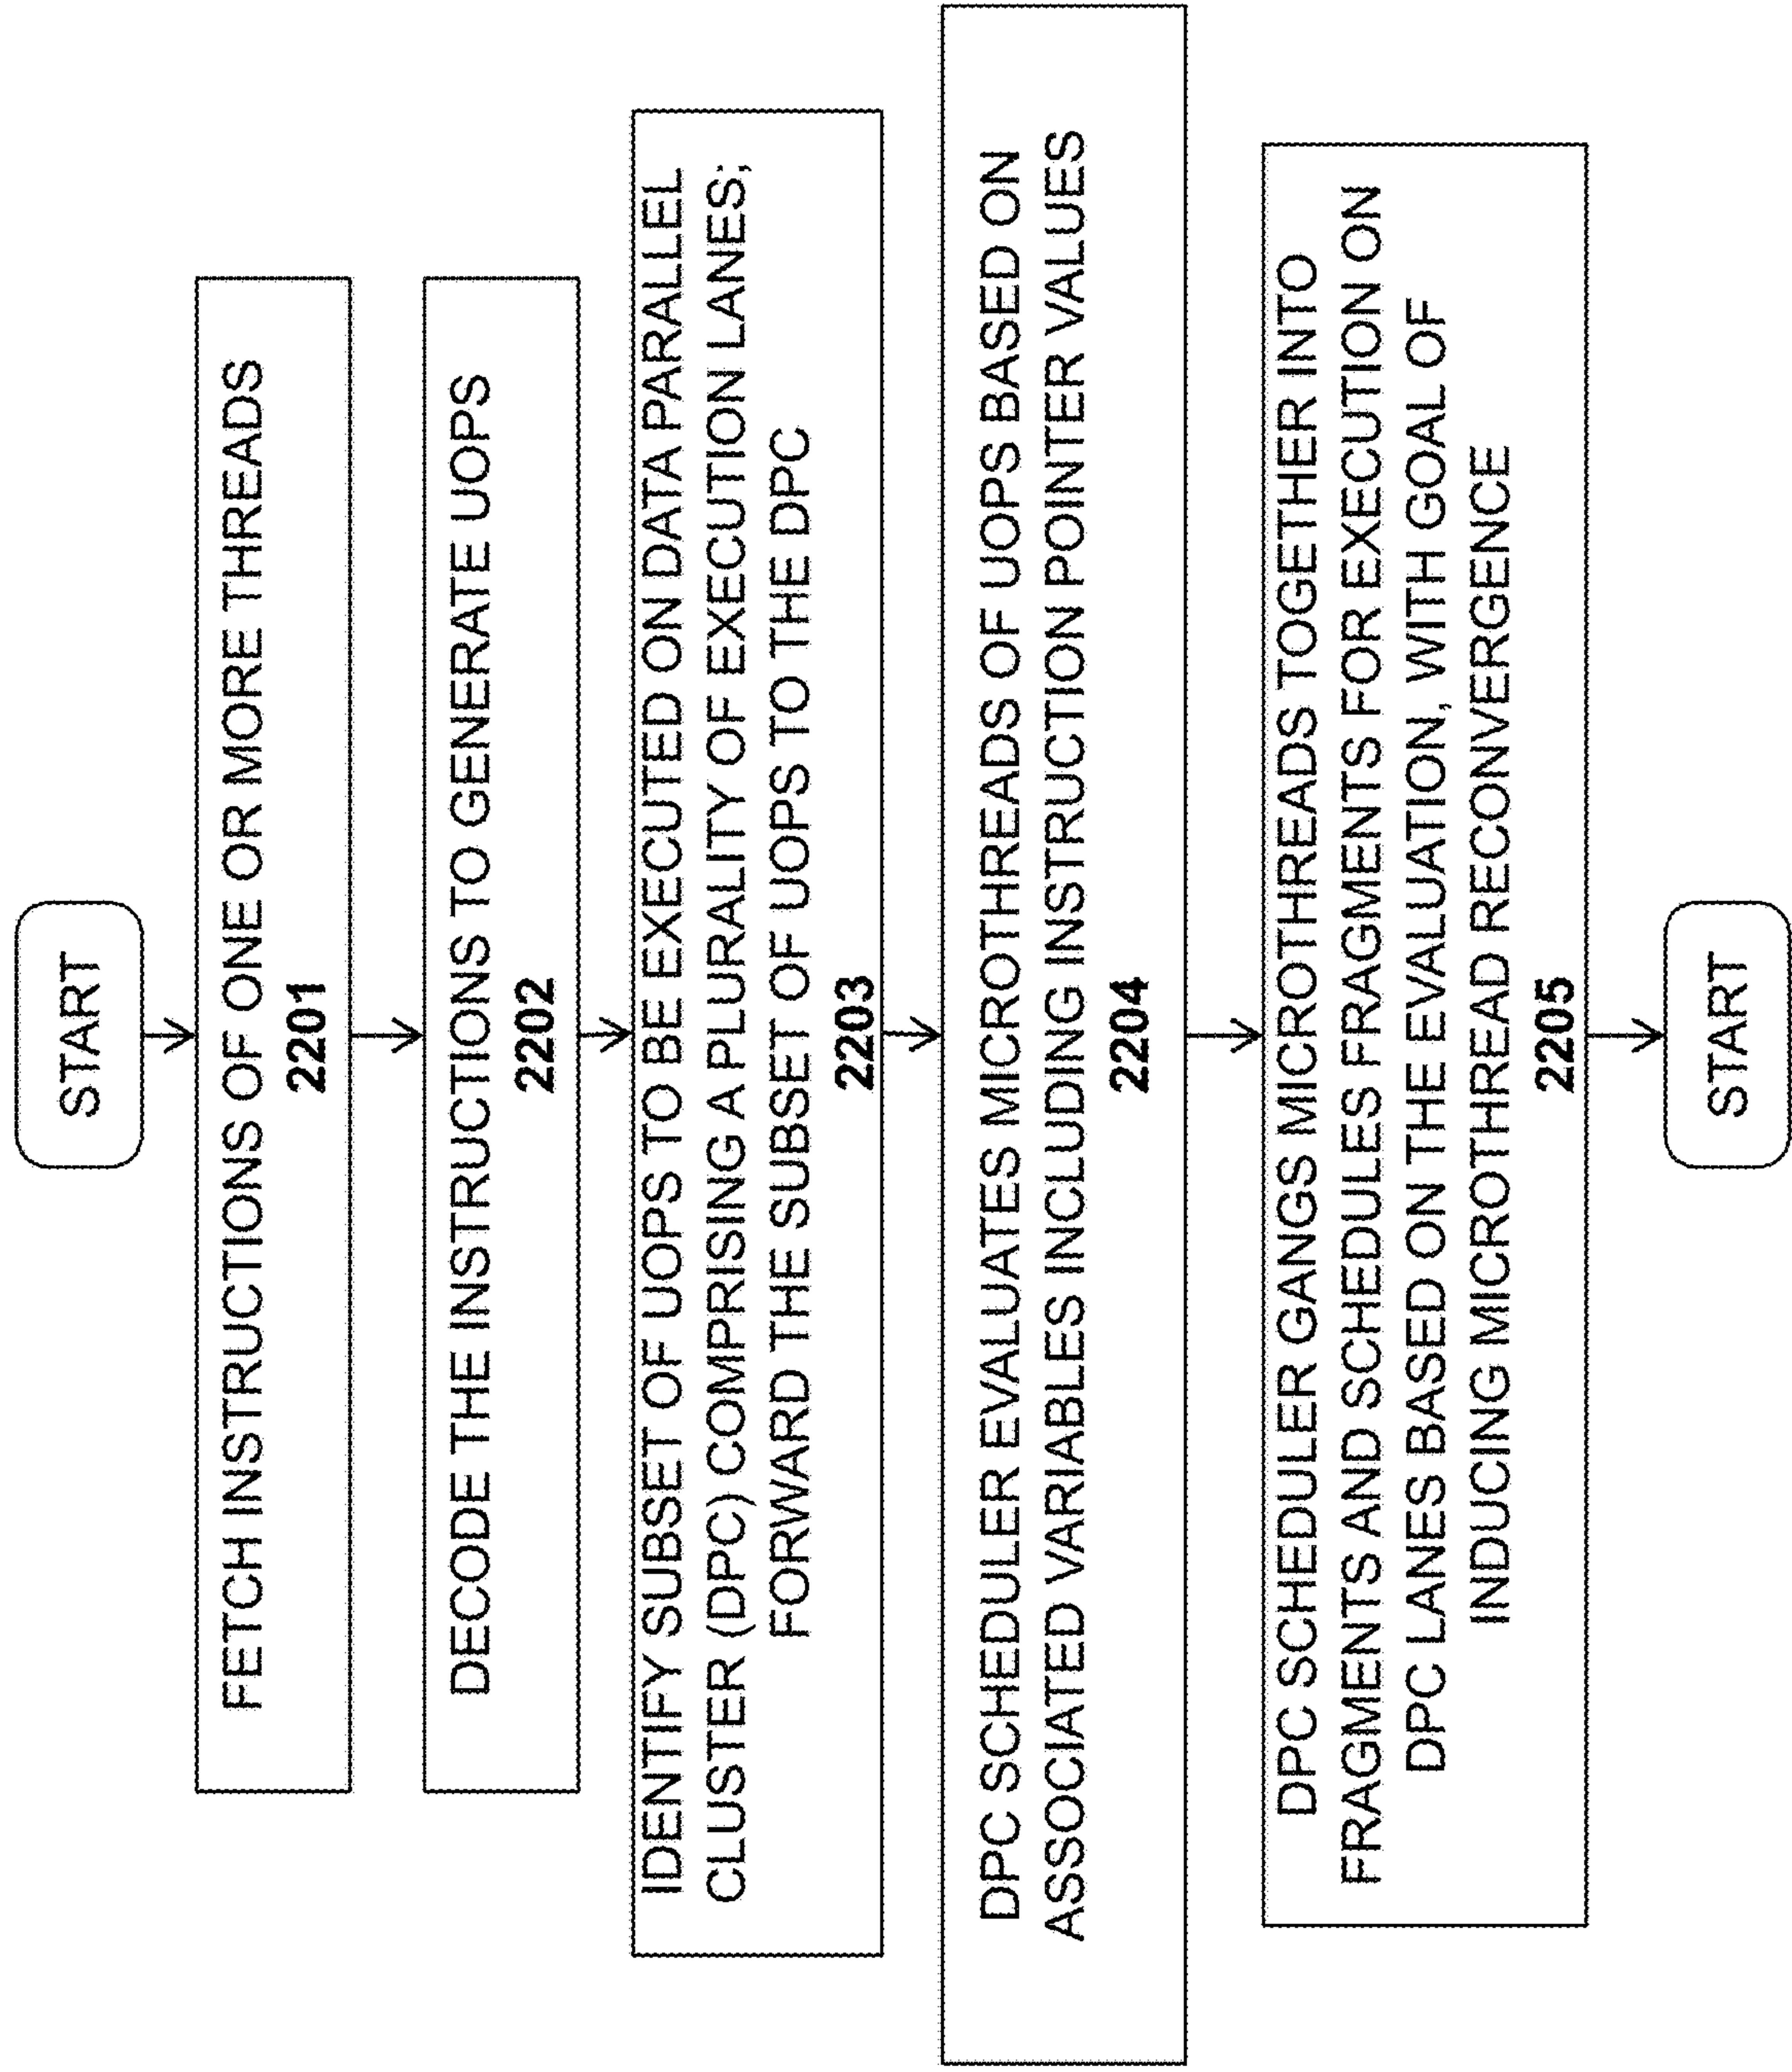 START
FETCH INSTRUCTIONS OF ONE OR MORE THREADS
2201
DECODE THE INSTRUCTIONS TO GENERATE UOPS
2202
IDENTIFY SUBSET OF UOPS TO BE EXECUTED ON DATA PARALLEL
CLUSTER (DPC) COMPRISING A PLURALITY OF EXECUTION LANES;
FORWARD THE SUBSET OF UOPS TO THE DPC
2203
DPC SCHEDULER EVALUATES MICROTHREADS OF UOPS BASED ON
ASSOCIATED VARIABLES INCLUDING INSTRUCTION POINTER VALUES
2204
DPC SCHEDULER GANGS MICROTHREADS TOGETHER INTO
FRAGMENTS AND SCHEDULES FRAGMENTS FOR EXECUTION ON
DPC LANES BASED ON THE EVALUATION, WITH GOAL OF
INDUCING MICROTHREAD RECONVERGENCE
2205
START